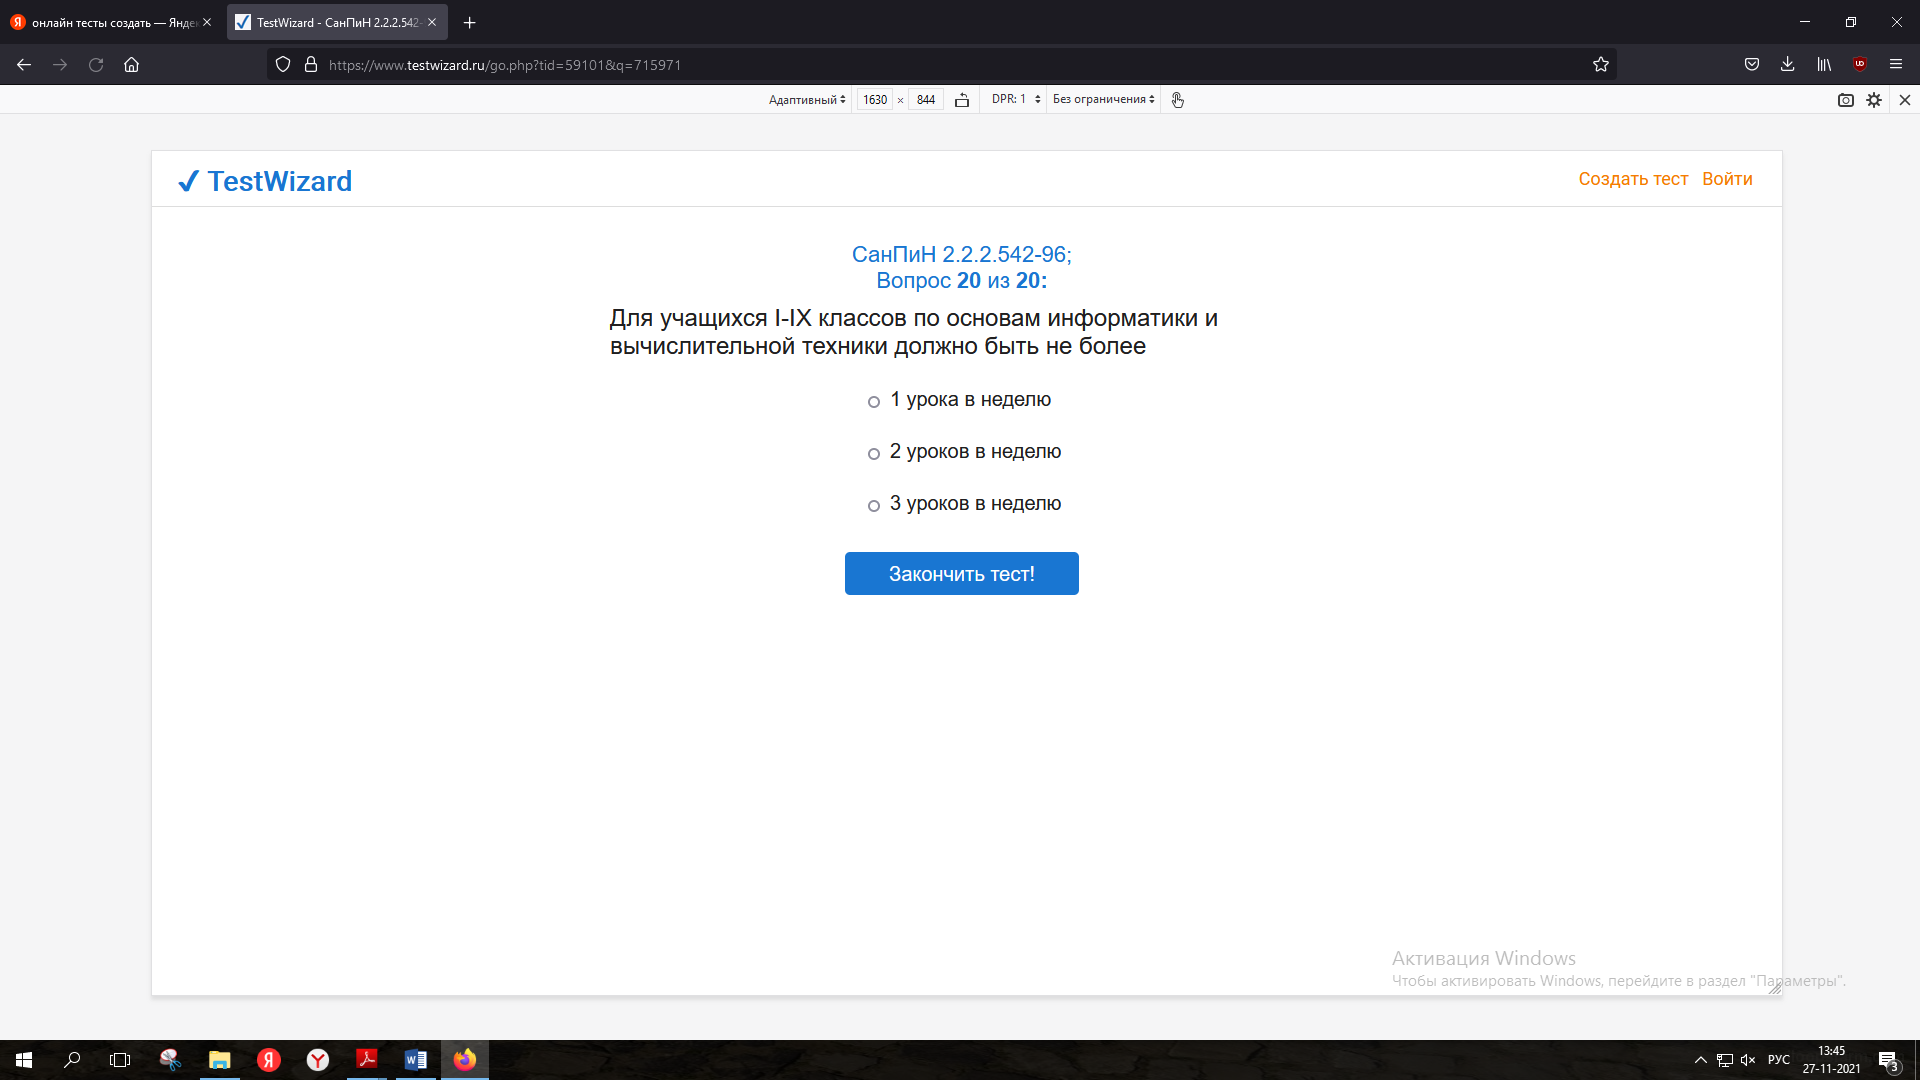 онлайн тесты создать — Яндек
TestWizard - СанПиН 2.2.2.542-
https://www.testwizard.ru/go.php?tid=59101&q=715971
Адаптивный 1630 × 844 DPR: 1 Без ограничения
TestWizard
Создать тест Войти
СанПиН 2.2.2.542-96;
Вопрос 20 из 20:
Для учащихся I-IX классов по основам информатики и
вычислительной техники должно быть не более
1 урока в неделю
2 уроков в неделю
3 уроков в неделю
Закончить тест!
Активация Windows
Чтобы активировать Windows, перейдите в раздел "Параметры".
РУС
13:45
27-11-2021
3